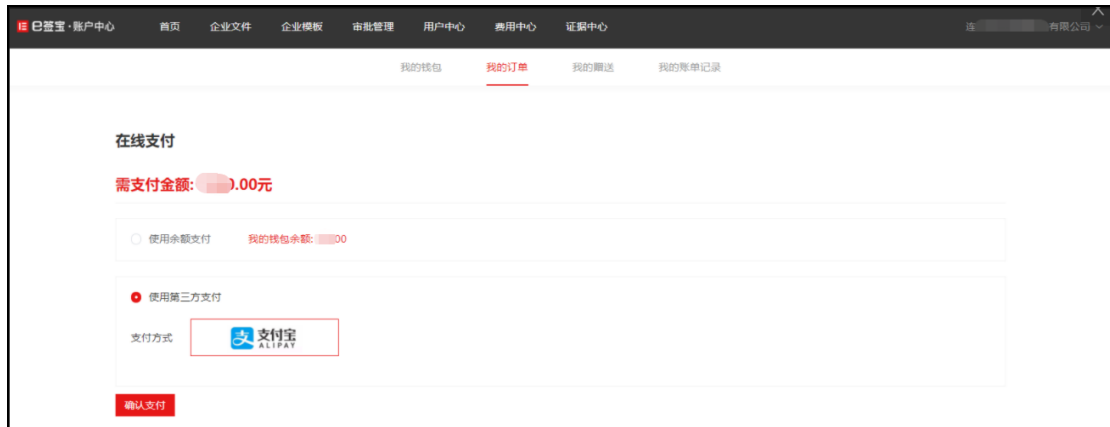 e签宝·账户中心 首页 企业文件 企业模板 审批管理 用户中心 费用中心 证据中心 连 有限公司
我的钱包 我的订单 我的赠送 我的账单记录
在线支付
需支付金额: 0.00元
使用余额支付 我的钱包余额: 00
使用第三方支付
支付方式 支付宝
ALIPAY
确认支付